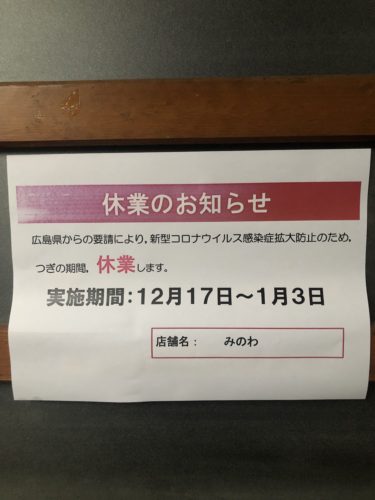 休業のお知らせ
広島県からの要請により，新型コロナウイルス感染症拡大防止のため，
つぎの期間，休業します。
実施期間：12月17日～1月3日
店舗名： みのわ